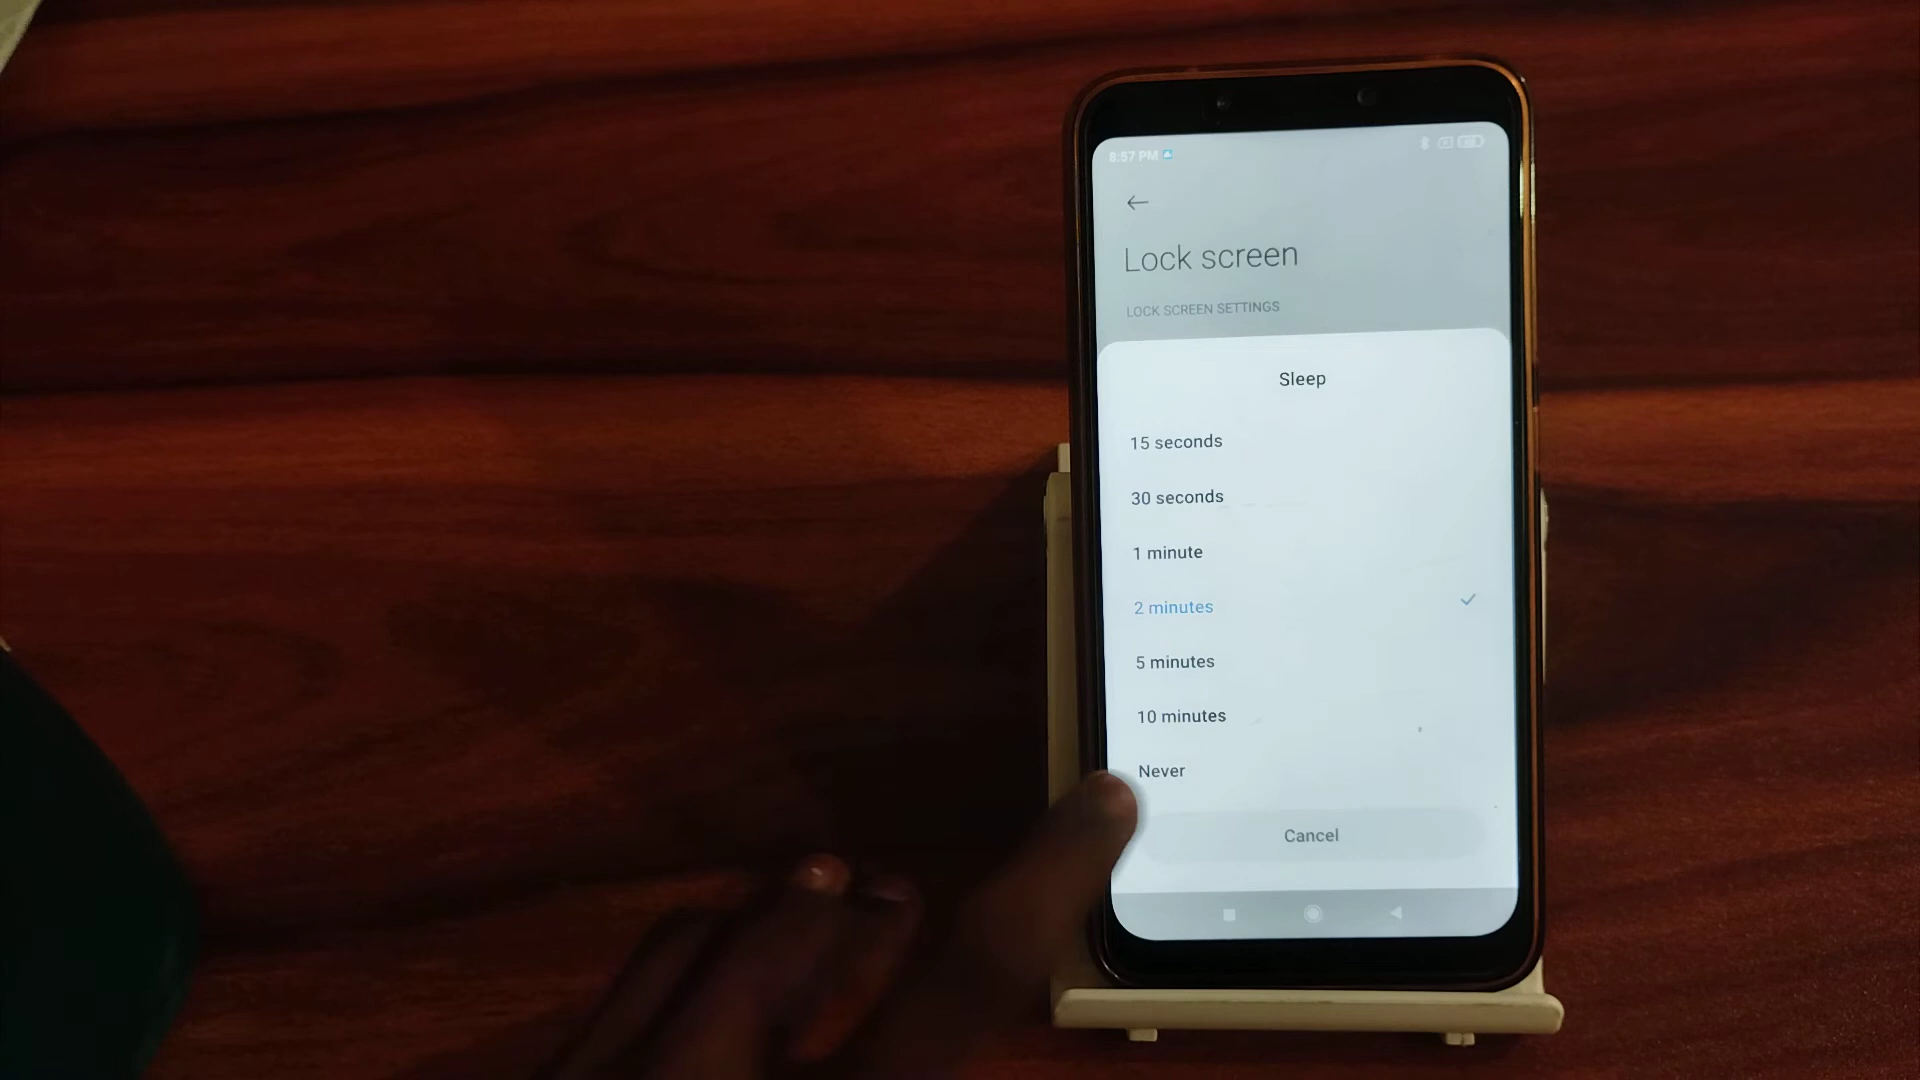 8:57 PM
Lock screen
LOCK SCREEN SETTINGS
Sleep
15 seconds
30 seconds
1 minute
2 minutes
5 minutes
10 minutes
Never
Cancel